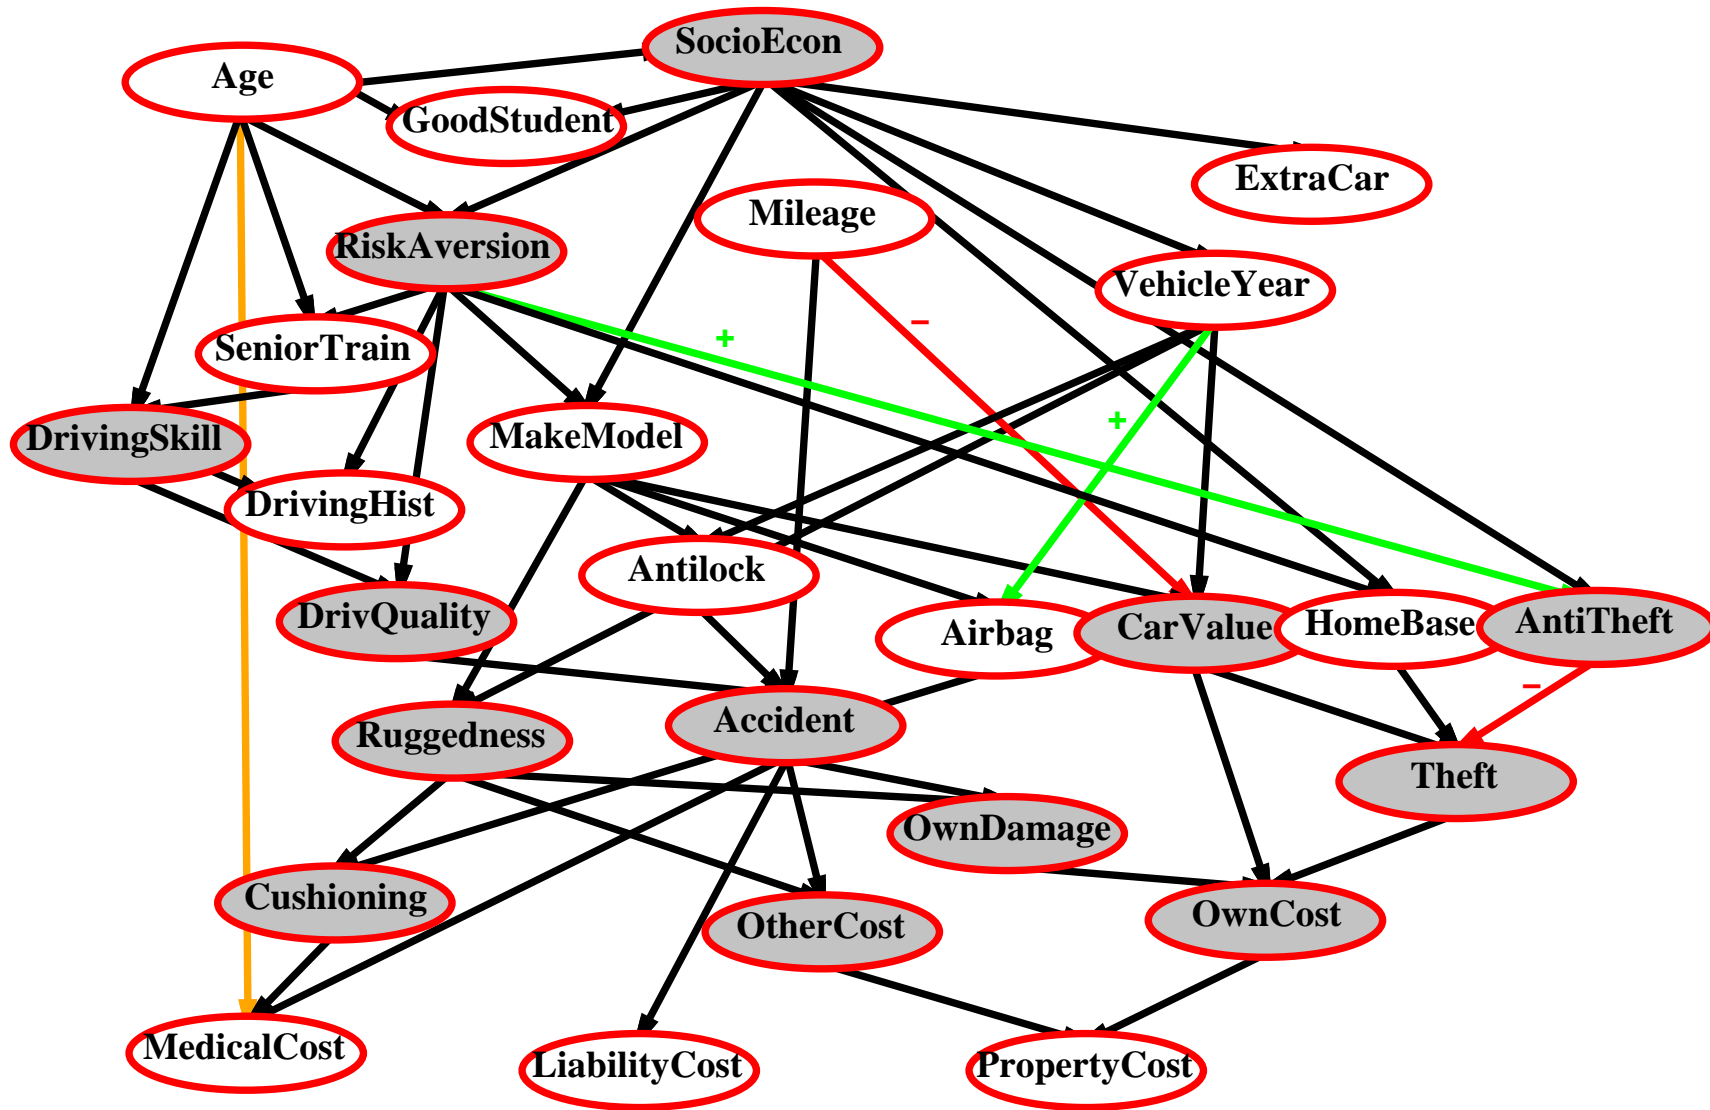 SocioEcon
Age
GoodStudent
ExtraCar
Mileage
RiskAversion
VehicleYear
−
+
SeniorTrain
+
DrivingSkill
MakeModel
DrivingHist
Antilock
DrivQuality
Airbag
CarValue
HomeBase
AntiTheft
−
Ruggedness
Accident
Theft
OwnDamage
Cushioning
OtherCost
OwnCost
MedicalCost
LiabilityCost
PropertyCost